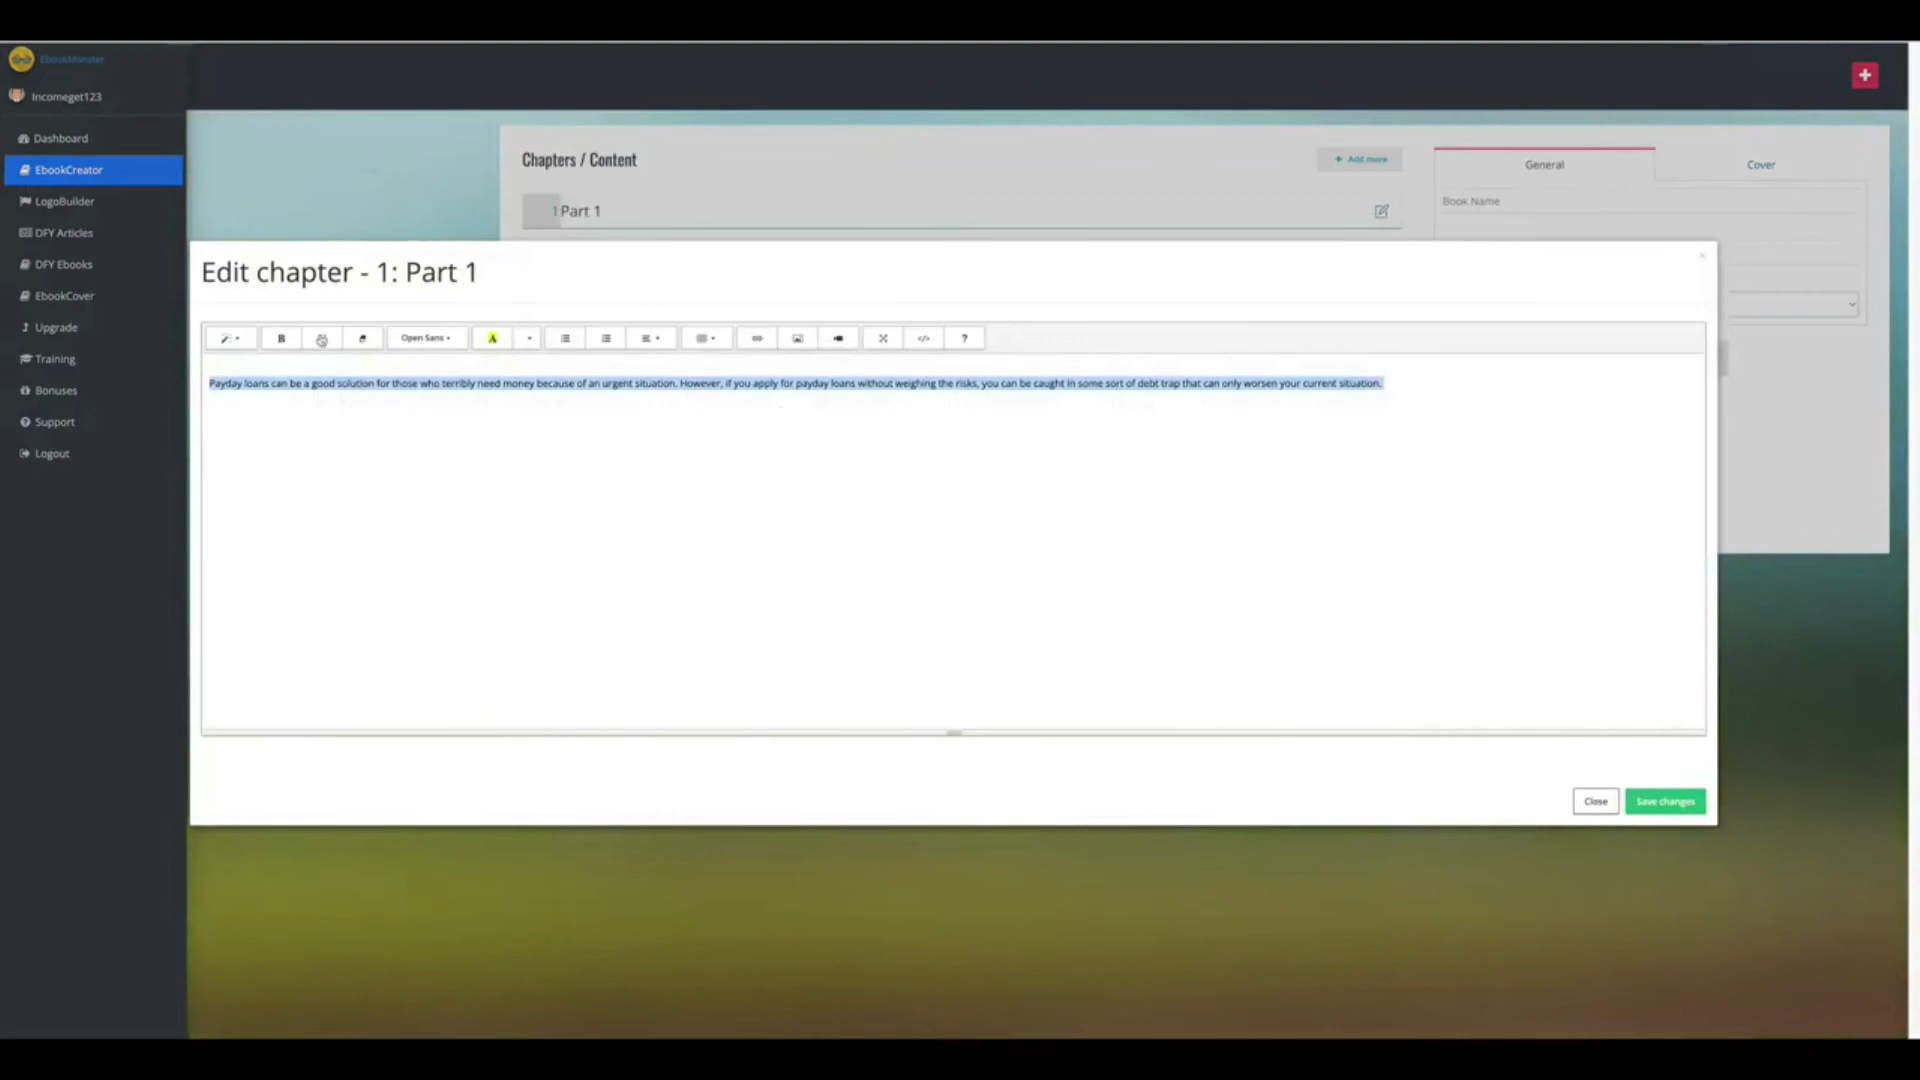 EbookMonster
Incomeget123
Dashboard
EbookCreator
LogoBuilder
DFY Articles
DFY Ebooks
EbookCover
Upgrade
Training
Bonuses
Support
Logout
Chapters / Content
+ Add more
1 Part 1
General
Cover
Book Name
Edit chapter - 1: Part 1
×
B
Open Sans
A
</>
?
Payday loans can be a good solution for those who terribly need money because of an urgent situation. However, if you apply for payday loans without weighing the risks, you can be caught in some sort of debt trap that can only worsen your current situation.
Close
Save changes